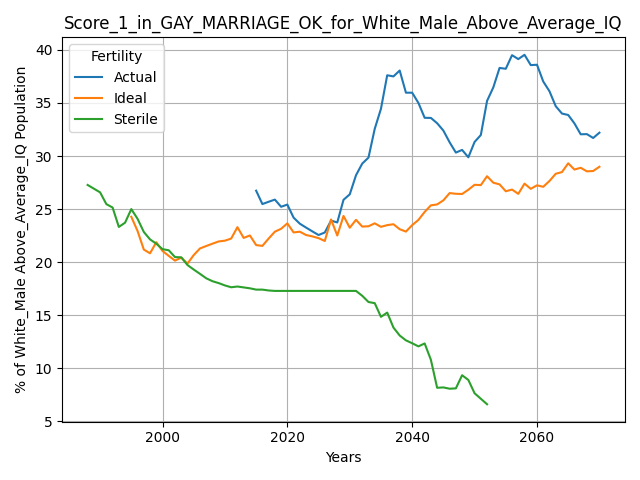 Score_1_in_GAY_MARRIAGE_OK_for_White_Male_Above_Average_IQ
Fertility
Actual
Ideal
Sterile
% of White_Male Above_Average_IQ Population
40
35
30
25
20
15
10
5
2000
2020
2040
2060
Years